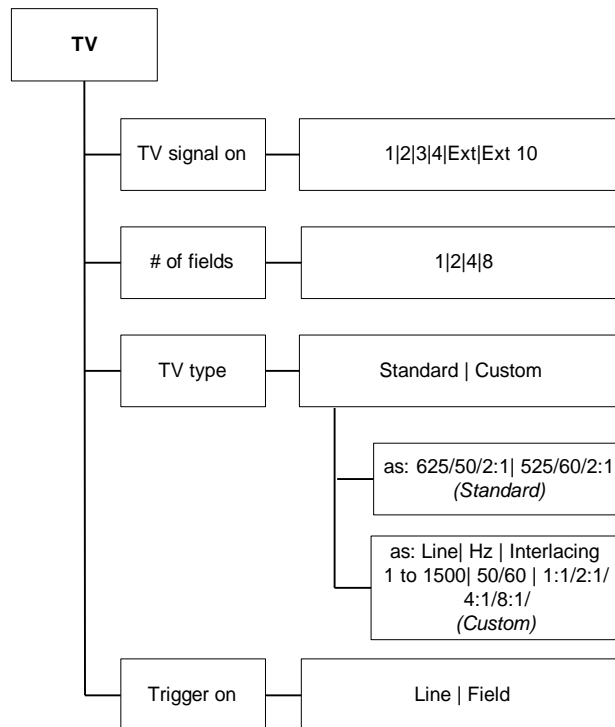 TV
TV signal on
1|2|3|4|Ext|Ext 10
# of fields
1|2|4|8
TV type
Standard | Custom
as: 625/50/2:1| 525/60/2:1
(Standard)
as: Line| Hz | Interlacing
1 to 1500| 50/60 | 1:1/2:1/
4:1/8:1/
(Custom)
Trigger on
Line | Field